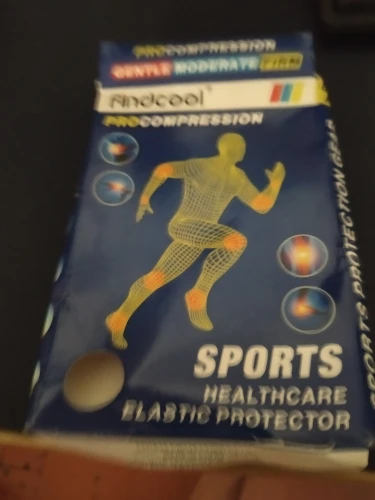 PROCOMPRESSION
GENTLE MODERATE FIRM
Findcool
PROCOMPRESSION
SPORTS
HEALTHCARE
ELASTIC PROTECTOR
SPORTS PROTECTION GEAR